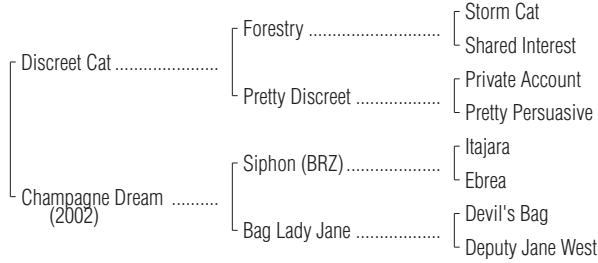 Storm Cat
Forestry ............................
Shared Interest
Discreet Cat ......................
Private Account
Pretty Discreet ..................
Pretty Persuasive
Itajara
Siphon (BRZ) ....................
Ebrea
Champagne Dream ..........
(2002)
Devil's Bag
Bag Lady Jane ..................
Deputy Jane West